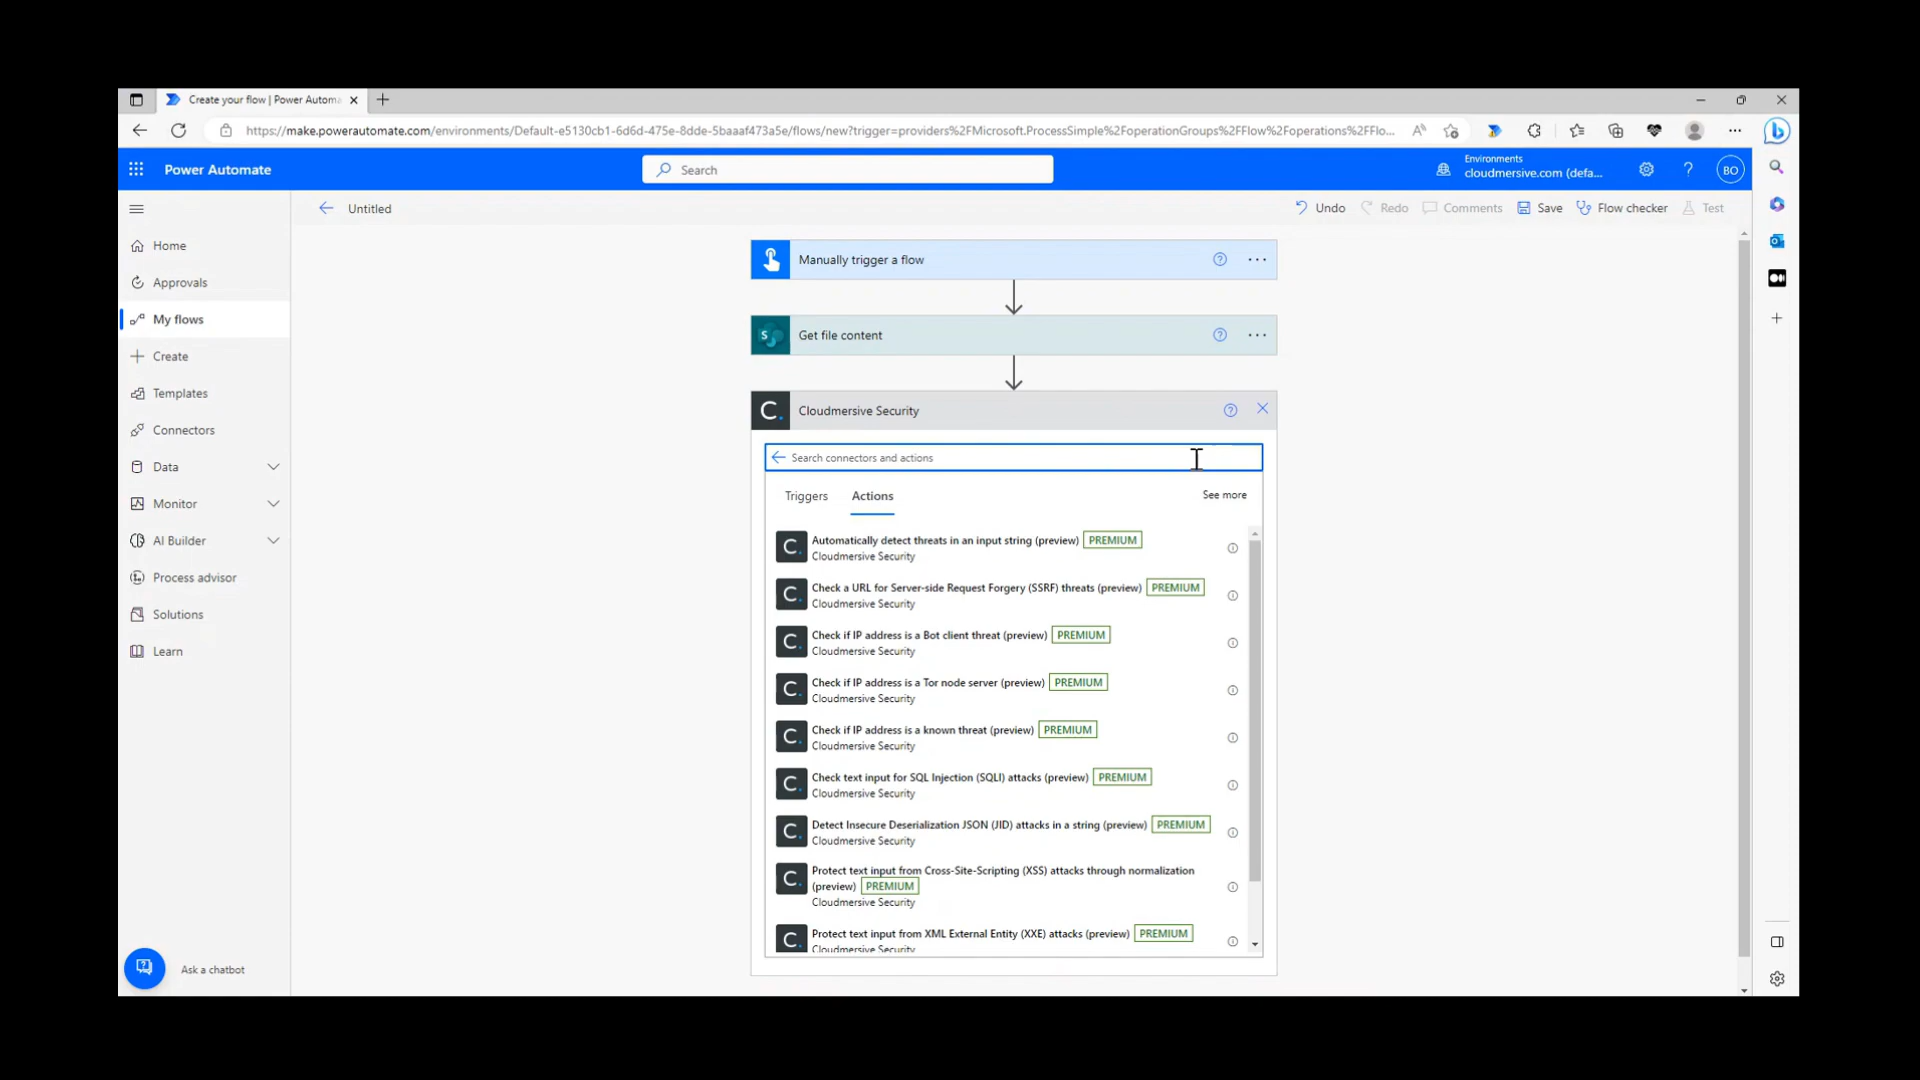 Create your flow | Power Automa
https://make.powerautomate.com/environments/Default-e5130cb1-6d6d-475e-8dde-5baaaf473a5e/flows/new?trigger=providers%2FMicrosoft.ProcessSimple%2FoperationGroups%2FFlow%2Foperations%2FFlo...
Power Automate
Search
Environments
cloudmersive.com (defa...
BO
Untitled
Undo
Redo
Comments
Save
Flow checker
Test
Home
Approvals
My flows
Create
Templates
Connectors
Data
Monitor
AI Builder
Process advisor
Solutions
Learn
Ask a chatbot
Manually trigger a flow
S Get file content
C. Cloudmersive Security
Search connectors and actions
Triggers
Actions
See more
C. Automatically detect threats in an input string (preview) PREMIUM
Cloudmersive Security
C. Check a URL for Server-side Request Forgery (SSRF) threats (preview) PREMIUM
Cloudmersive Security
C. Check if IP address is a Bot client threat (preview) PREMIUM
Cloudmersive Security
C. Check if IP address is a Tor node server (preview) PREMIUM
Cloudmersive Security
C. Check if IP address is a known threat (preview) PREMIUM
Cloudmersive Security
C. Check text input for SQL Injection (SQLI) attacks (preview) PREMIUM
Cloudmersive Security
C. Detect Insecure Deserialization JSON (JID) attacks in a string (preview) PREMIUM
Cloudmersive Security
C. Protect text input from Cross-Site-Scripting (XSS) attacks through normalization
(preview) PREMIUM
Cloudmersive Security
C. Protect text input from XML External Entity (XXE) attacks (preview) PREMIUM
Cloudmersive Security